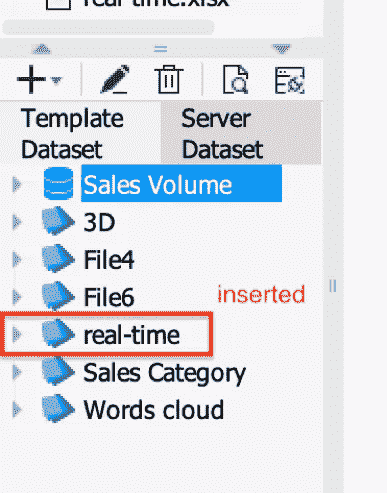 real-time.xlsx
Template Server
Dataset Dataset
Sales Volume
3D
File4
File6 inserted
real-time
Sales Category
Words cloud